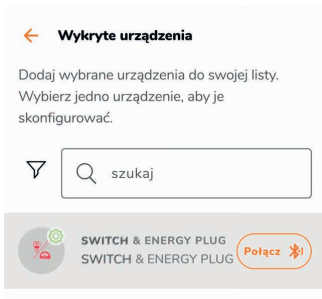 Wykryte urządzenia
Dodaj wybrane urządzenia do swojej listy.
Wybierz jedno urządzenie, aby je
skonfigurować.
szukaj
SWITCH & ENERGY PLUG
SWITCH & ENERGY PLUG
Połącz